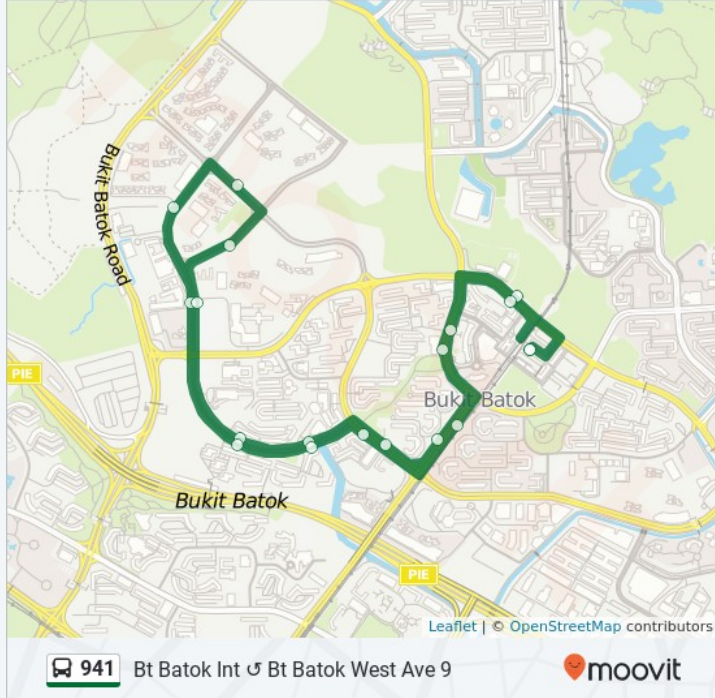 Bukit Batok Road
PIE
Bukit Batok
Bukit Batok
PIE
Leaflet | © OpenStreetMap contributors
941 Bt Batok Int ↺ Bt Batok West Ave 9
moovit